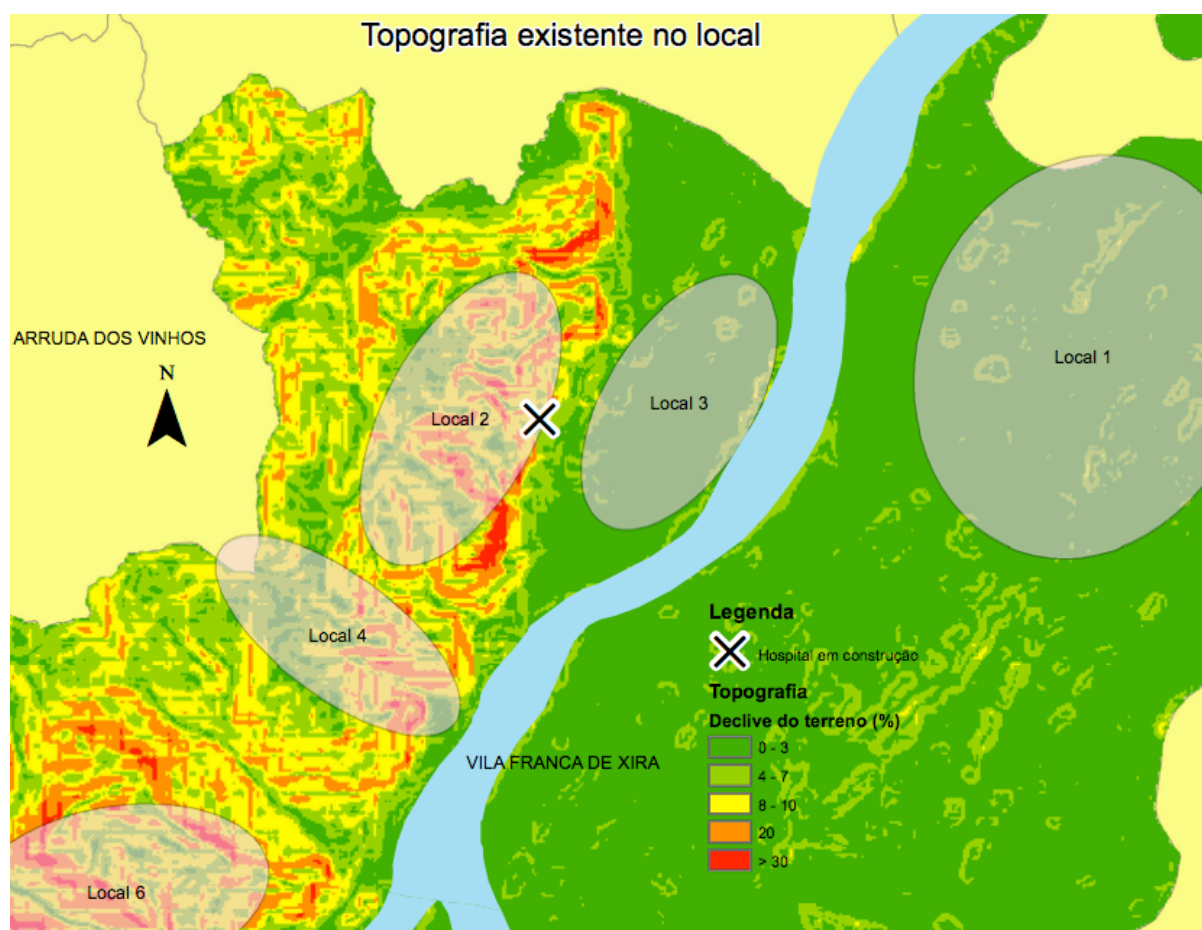 Topografia existente no local
ARRUDA DOS VINHOS
N
Local 1
Local 2
Local 3
Local 4
Local 6
VILA FRANCA DE XIRA
Legenda
Hospital em construção
Topografia
Declive do terreno (%)
0 - 3
4 - 7
8 - 10
20
> 30